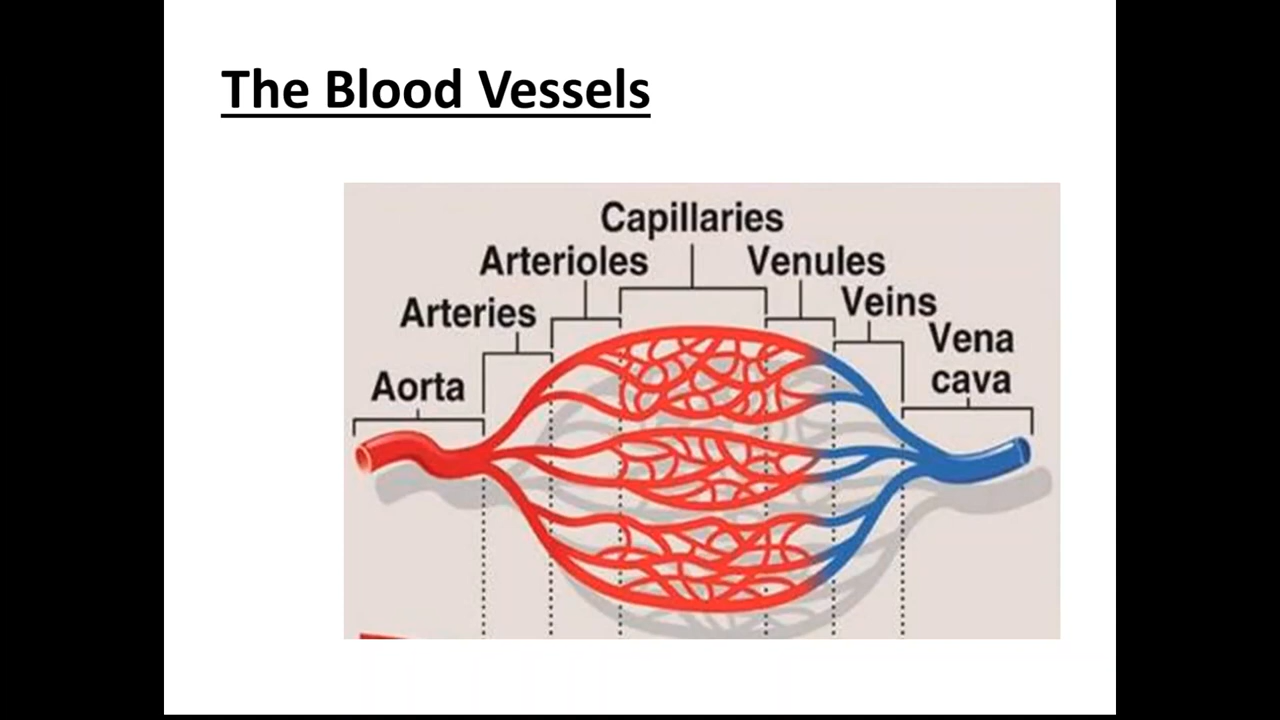 The Blood Vessels
Capillaries
Arterioles
Venules
Arteries
Veins
Aorta
Vena
cava